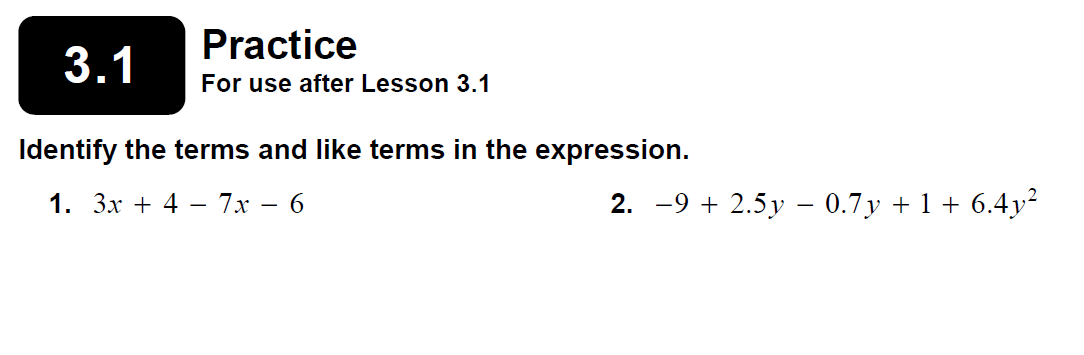 3.1 Practice
For use after Lesson 3.1
Identify the terms and like terms in the expression.
1. 3x + 4 − 7x − 6
2. −9 + 2.5y − 0.7y + 1 + 6.4y²